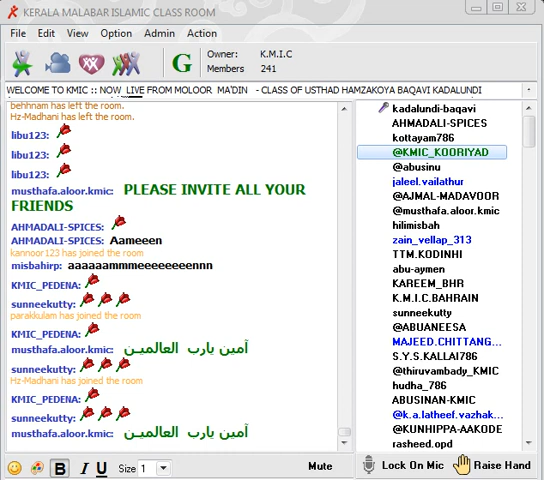 KERALA MALABAR ISLAMIC CLASS ROOM
File Edit View Option Admin Action
G Owner: K.M.I.C
Members 241
WELCOME TO KMIC :: NOW LIVE FROM MOLOOR MA'DIN - CLASS OF USTHAD HAMZAKOYA BAQAVI KADALUNDI
behhnam has left the room.
Hz-Madhani has left the room.
libu123:
libu123:
libu123:
musthafa.aloor.kmic: PLEASE INVITE ALL YOUR
FRIENDS
AHMADALI-SPICES:
AHMADALI-SPICES: Aameeen
kannoor123 has joined the room
misbahirp: aaaaaammmeeeeeeeennn
KMIC_PEDENA:
sunneekutty:
parakkulam has joined the room
KMIC_PEDENA:
musthafa.aloor.kmic: آمين يارب العالميـن
sunneekutty:
Hz-Madhani has joined the room
KMIC_PEDENA:
sunneekutty:
musthafa.aloor.kmic: آمين يارب العالميـن
kadalundi-baqavi
AHMADALI-SPICES
kottayam786
@KMIC_KOORIYAD
@abusinu
jaleel.vailathur
@AJMAL-MADAVOOR
@musthafa.aloor.kmic
hilimisbah
zain_vellap_313
TTM.KODINHI
abu-aymen
KAREEM_BHR
K.M.I.C.BAHRAIN
sunneekutty
@ABUANEESA
MAJEED.CHITTANG...
S.Y.S.KALLAI786
@thiruvambady_KMIC
hudha_786
ABUSINAN-KMIC
@k.a.latheef.vazhak...
@KUNHIPPA-AAKODE
rasheed.opd
B I U Size 1 Mute
Lock On Mic Raise Hand